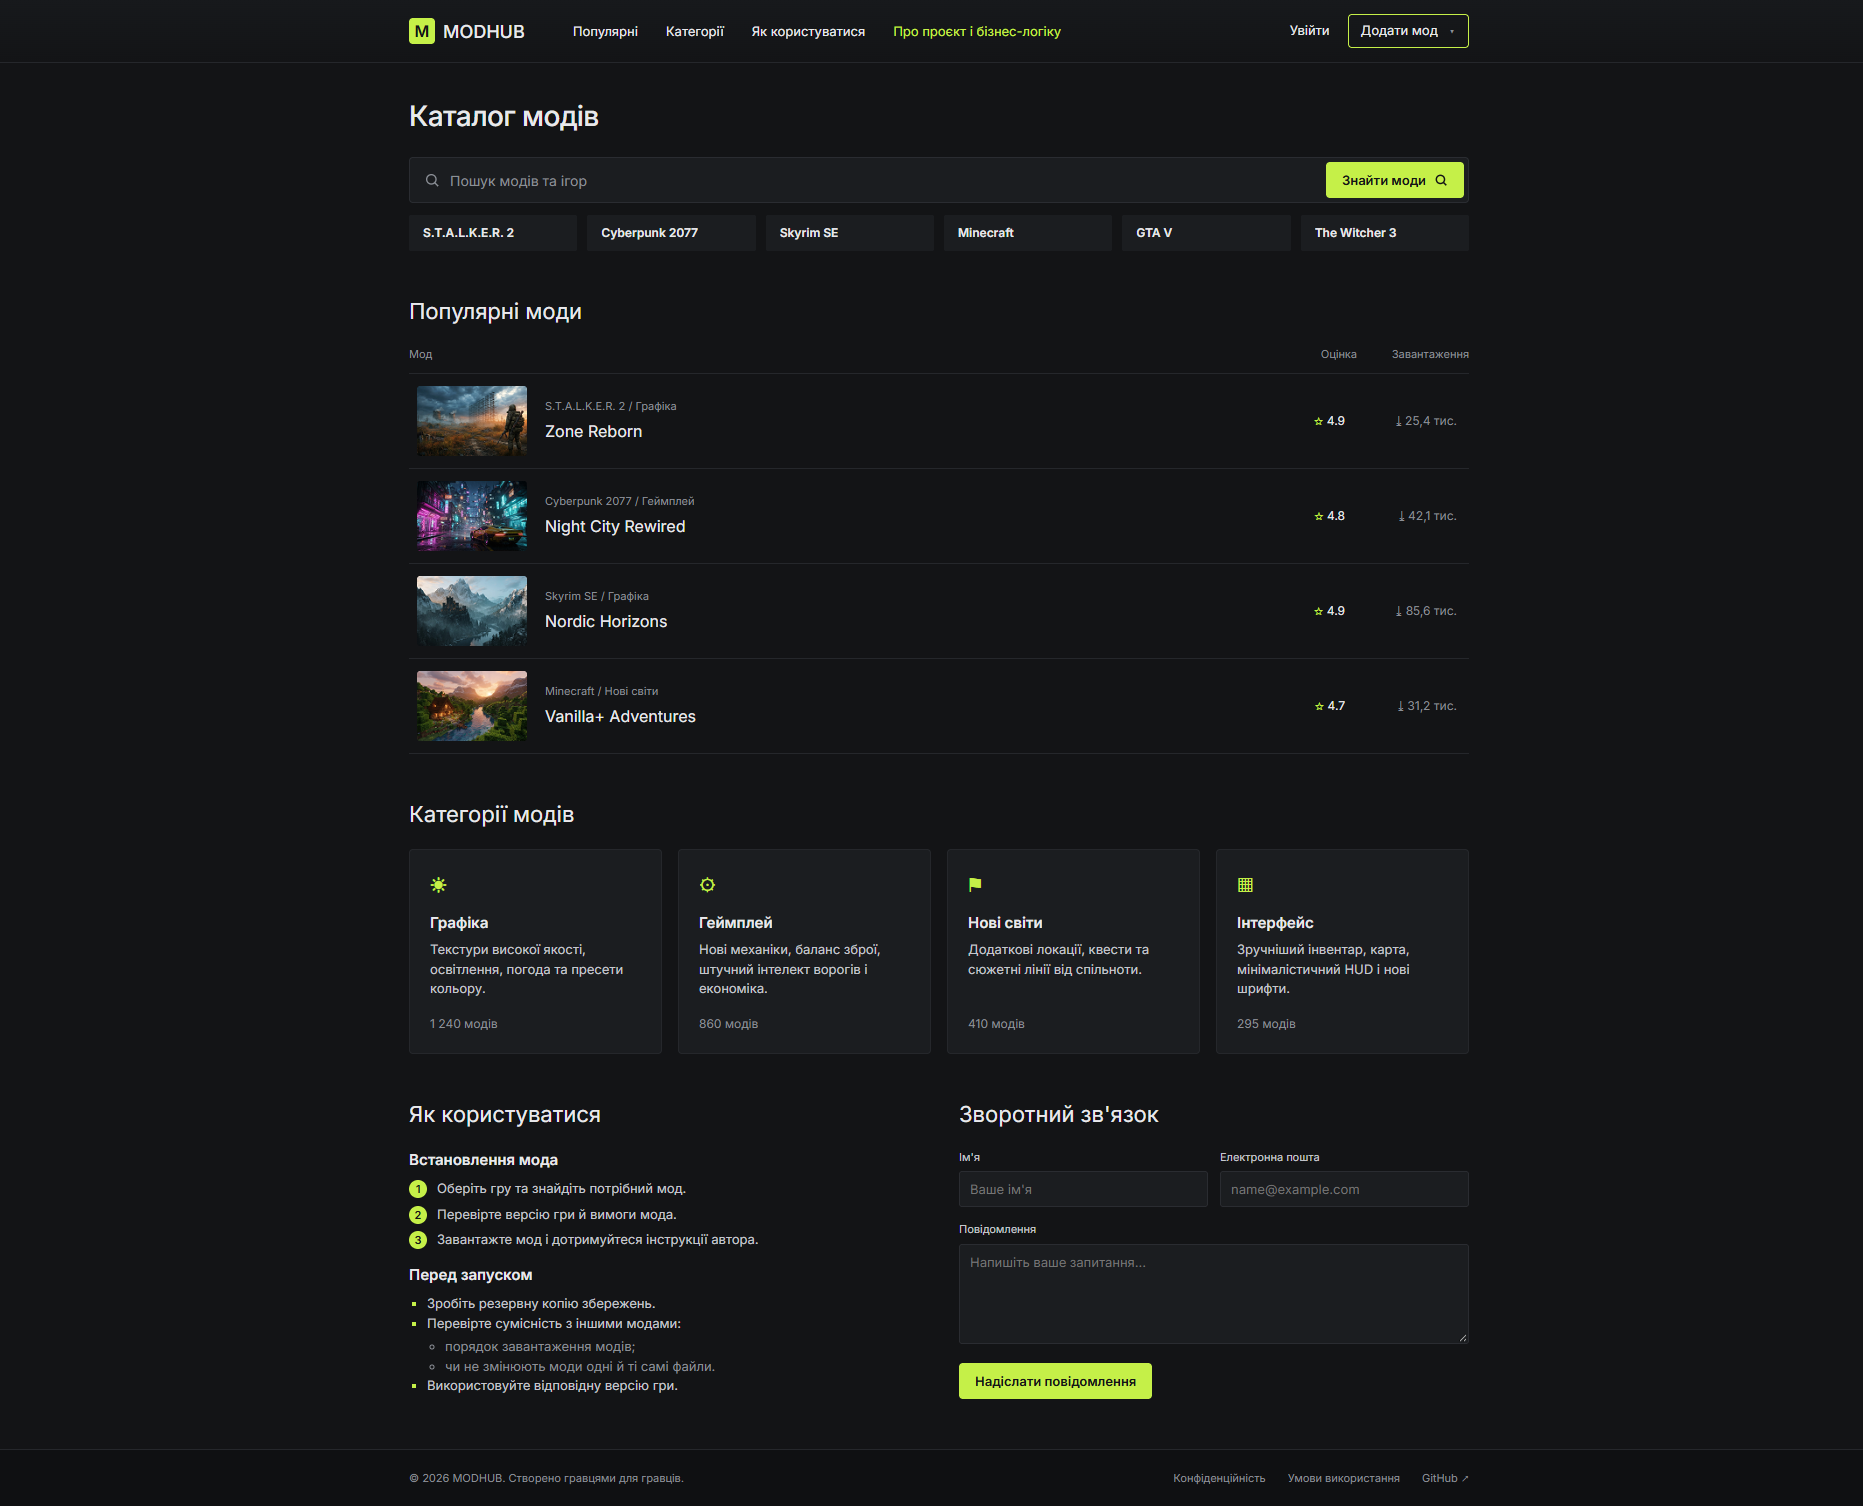 M MODHUB Популярні Категорії Як користуватися Про проєкт і бізнес-логіку Увійти Додати мод
Каталог модів
Пошук модів та ігор Знайти моди
S.T.A.L.K.E.R. 2 Cyberpunk 2077 Skyrim SE Minecraft GTA V The Witcher 3
Популярні моди
Мод Оцінка Завантаження
S.T.A.L.K.E.R. 2 / Графіка
Zone Reborn
☆ 4.9 ⤓ 25,4 тис.
Cyberpunk 2077 / Геймплей
Night City Rewired
☆ 4.8 ⤓ 42,1 тис.
Skyrim SE / Графіка
Nordic Horizons
☆ 4.9 ⤓ 85,6 тис.
Minecraft / Нові світи
Vanilla+ Adventures
☆ 4.7 ⤓ 31,2 тис.
Категорії модів
Графіка
Текстури високої якості,
освітлення, погода та пресети
кольору.
1 240 модів
Геймплей
Нові механіки, баланс зброї,
штучний інтелект ворогів і
економіка.
860 модів
Нові світи
Додаткові локації, квести та
сюжетні лінії від спільноти.
410 модів
Інтерфейс
Зручніший інвентар, карта,
мінімалістичний HUD і нові
шрифти.
295 модів
Як користуватися
Встановлення мода
1 Оберіть гру та знайдіть потрібний мод.
2 Перевірте версію гри й вимоги мода.
3 Завантажте мод і дотримуйтеся інструкції автора.
Перед запуском
Зробіть резервну копію збережень.
Перевірте сумісність з іншими модами:
порядок завантаження модів;
чи не змінюють моди одні й ті самі файли.
Використовуйте відповідну версію гри.
Зворотний зв'язок
Ім'я Електронна пошта
Ваше ім'я name@example.com
Повідомлення
Напишіть ваше запитання...
Надіслати повідомлення
© 2026 MODHUB. Створено гравцями для гравців. Конфіденційність Умови використання GitHub ↗